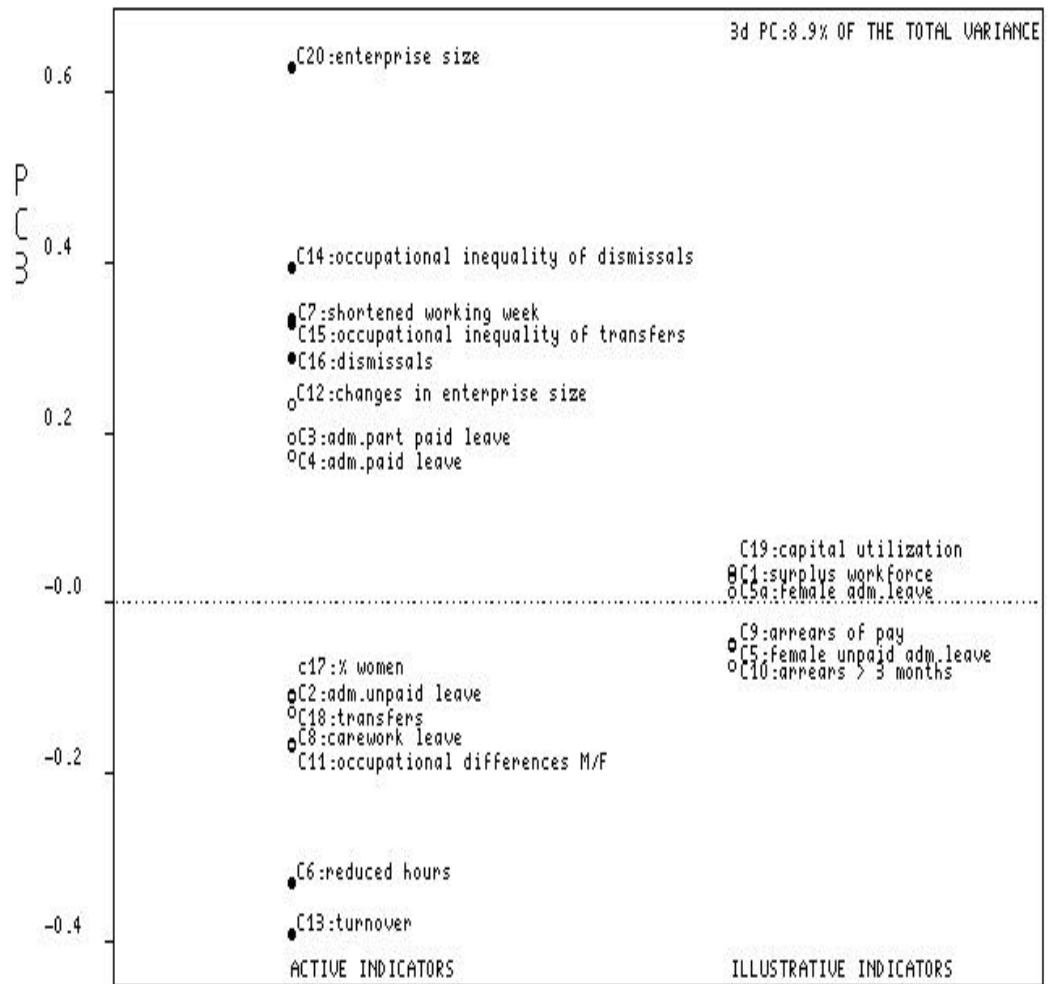 3d PC:8.9% OF THE TOTAL VARIANCE
C20:enterprise size
0.6
PC3
0.4
C14:occupational inequality of dismissals
C7:shortened working week
C15:occupational inequality of transfers
C16:dismissals
C12:changes in enterprise size
0.2
C3:adm.part paid leave
C4:adm.paid leave
C19:capital utilization
C1:surplus workforce
-0.0
C5a:female adm.leave
C9:arrears of pay
C5:female unpaid adm.leave
c17:% women
C10:arrears > 3 months
C2:adm.unpaid leave
C18:transfers
C8:carework leave
-0.2
C11:occupational differences M/F
C6:reduced hours
C13:turnover
-0.4
ACTIVE INDICATORS
ILLUSTRATIVE INDICATORS